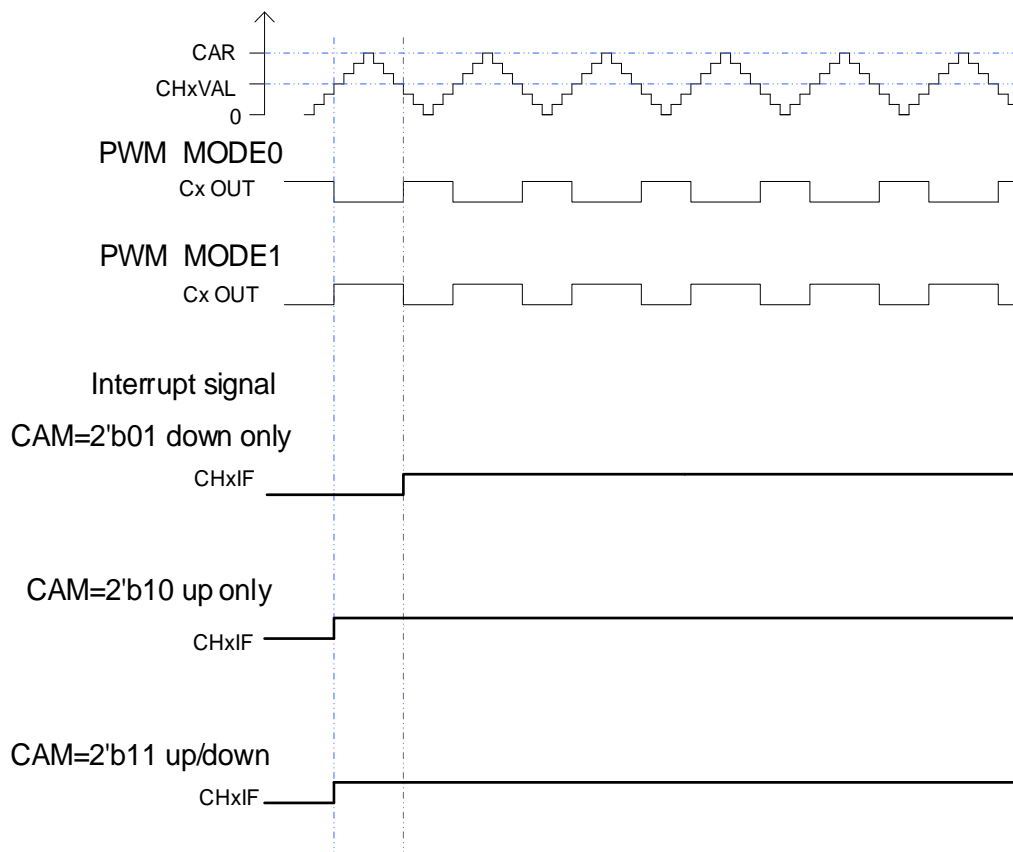 CAR
CHxVAL
0
PWM MODE0
Cx OUT
PWM MODE1
Cx OUT
Interrupt signal
CAM=2'b01 down only
CHxIF
CAM=2'b10 up only
CHxIF
CAM=2'b11 up/down
CHxIF